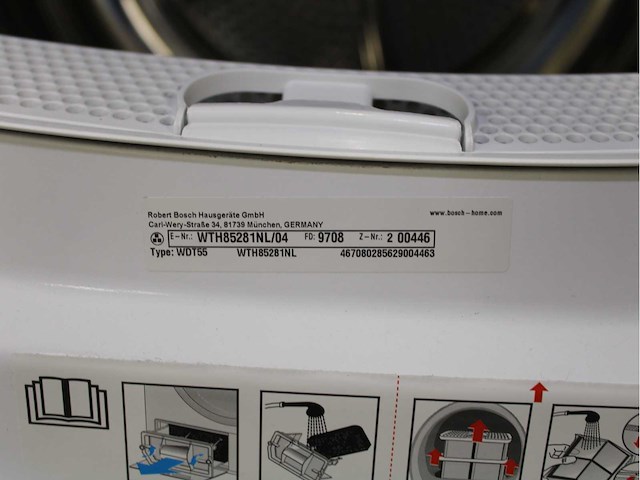 Robert Bosch Hausgeräte GmbH
www.bosch-home.com
Carl-Wery-Straße 34, 81739 München, GERMANY
E-Nr.: WTH85281NL/04 FD: 9708 Z-Nr.: 2 00446
Type: WDT55 WTH85281NL 467080285629004463